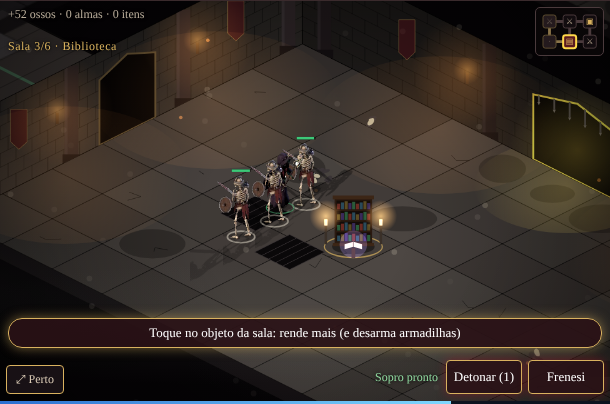 +52 ossos · 0 almas · 0 itens
Sala 3/6 · Biblioteca
Toque no objeto da sala: rende mais (e desarma armadilhas)
⤢ Perto
Sopro pronto
Detonar (1)
Frenesi